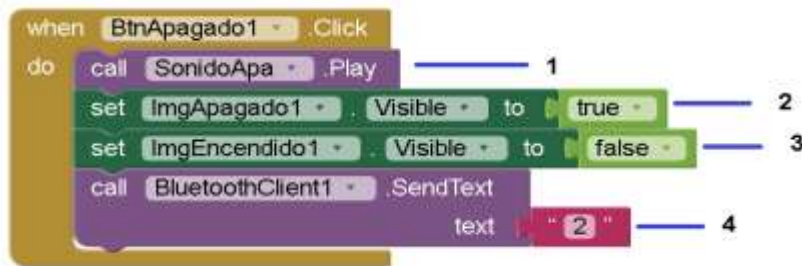 when BtnApagado1 .Click
do call SonidoApa .Play 1
set ImgApagado1 . Visible to true 2
set ImgEncendido1 . Visible to false 3
call BluetoothClient1 .SendText
text " 2 " 4